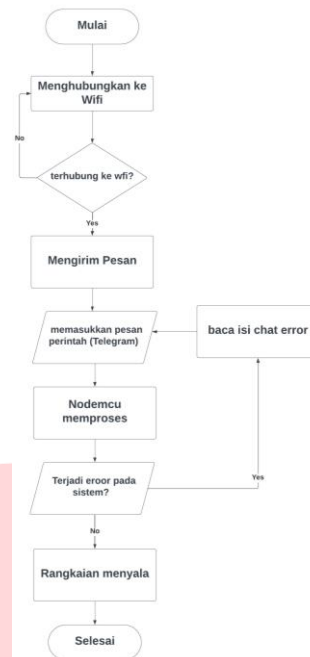 Mulai
Menghubungkan ke
Wifi
No
terhubung ke wfi?
Yes
Mengirim Pesan
memasukkan pesan
perintah (Telegram)
baca isi chat error
Nodemcu
memproses
Terjadi eroor pada
sistem?
Yes
No
Rangkaian menyala
Selesai